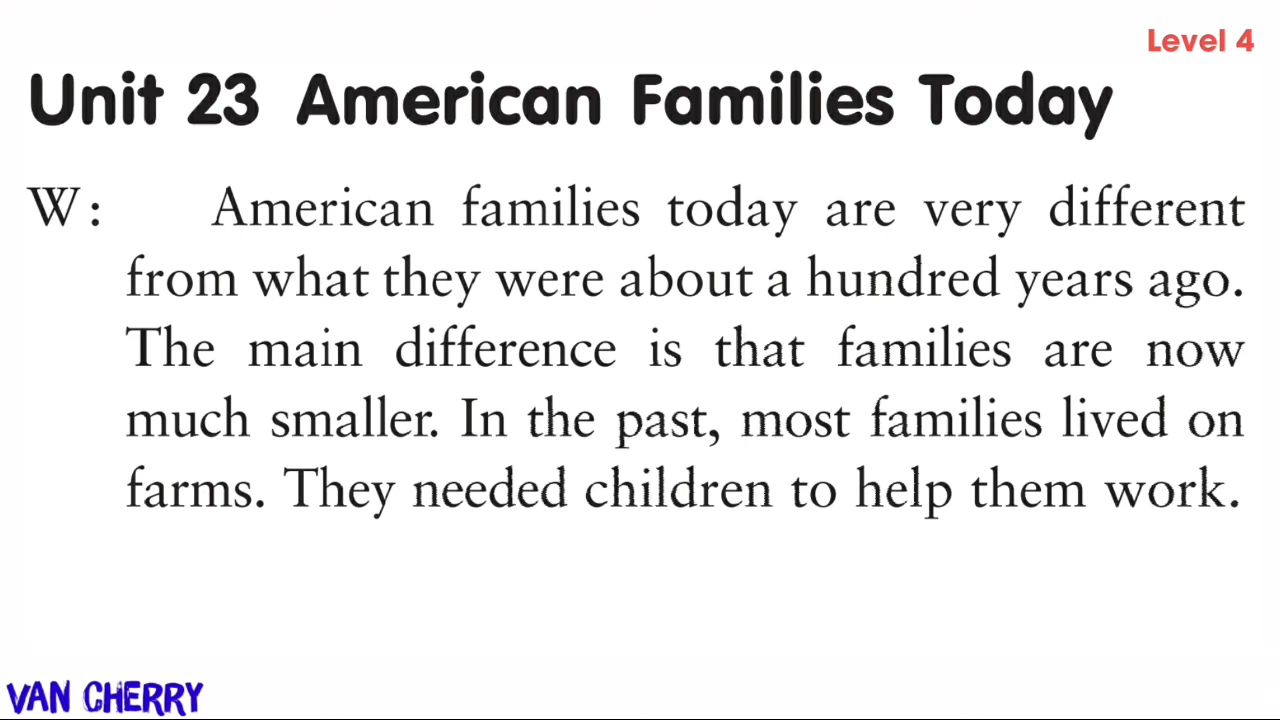 Level 4
Unit 23 American Families Today
W: American families today are very different
from what they were about a hundred years ago.
The main difference is that families are now
much smaller. In the past, most families lived on
farms. They needed children to help them work.
VAN CHERRY